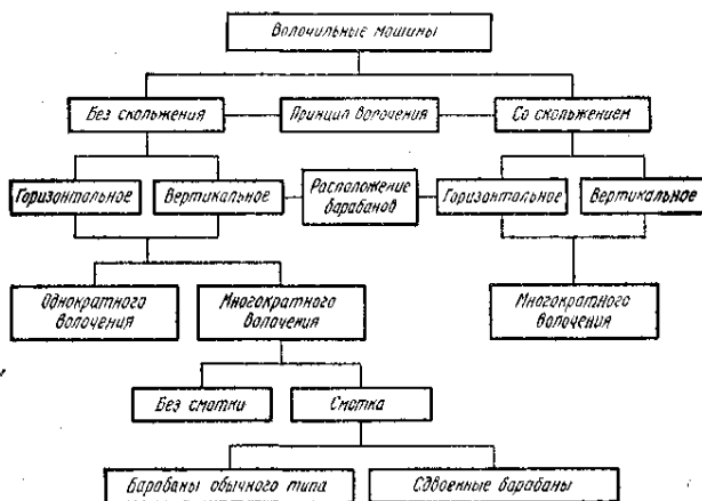 Волочильные машины
Без скольжения
Принцип волочения
Со скольжением
Горизонтальное
Вертикальное
Расположение
барабанов
Горизонтальное
Вертикальное
Однократного
волочения
Многократного
волочения
Многократного
волочения
Без смотки
Смотка
Барабаны обычного типа
Сдвоенные барабаны